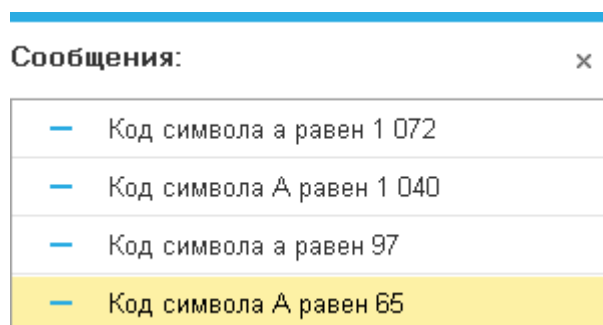 Сообщения:
Код символа а равен 1 072
Код символа А равен 1 040
Код символа a равен 97
Код символа A равен 65